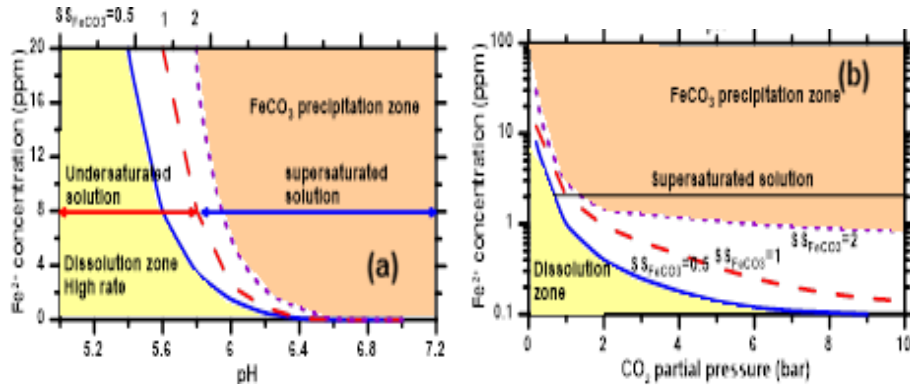 SS_FeCO3=0.5 1 2
20
16
12
8
4
0
Fe²⁺ concentration (ppm)
FeCO₃ precipitation zone
Undersaturated
solution
supersaturated
solution
Dissolution zone
High rate
(a)
5.2 5.6 6 6.4 6.8 7.2
pH
100
10
1
0.1
Fe²⁺ concentration (ppm)
(b)
FeCO₃ precipitation zone
Supersaturated solution
SS_FeCO3=2
SS_FeCO3=1
SS_FeCO3=0.5
Dissolution
zone
0 2 4 6 8 10
CO₂ partial pressure (bar)